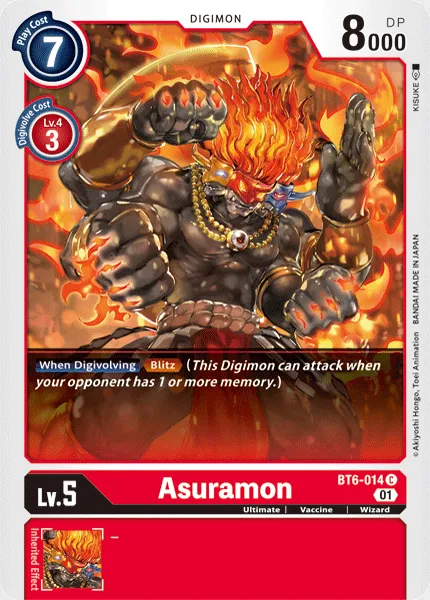 DIGIMON
Play Cost
7
8000 DP
Digivolve Cost
Lv.4
3
KISUKE
©Akiyoshi Hongo, Toei Animation BANDAI MADE IN JAPAN
When Digivolving Blitz (This Digimon can attack when
your opponent has 1 or more memory.)
Lv.5
Asuramon
BT6-014 C
01
Ultimate | Vaccine | Wizard
Inherited Effect
–